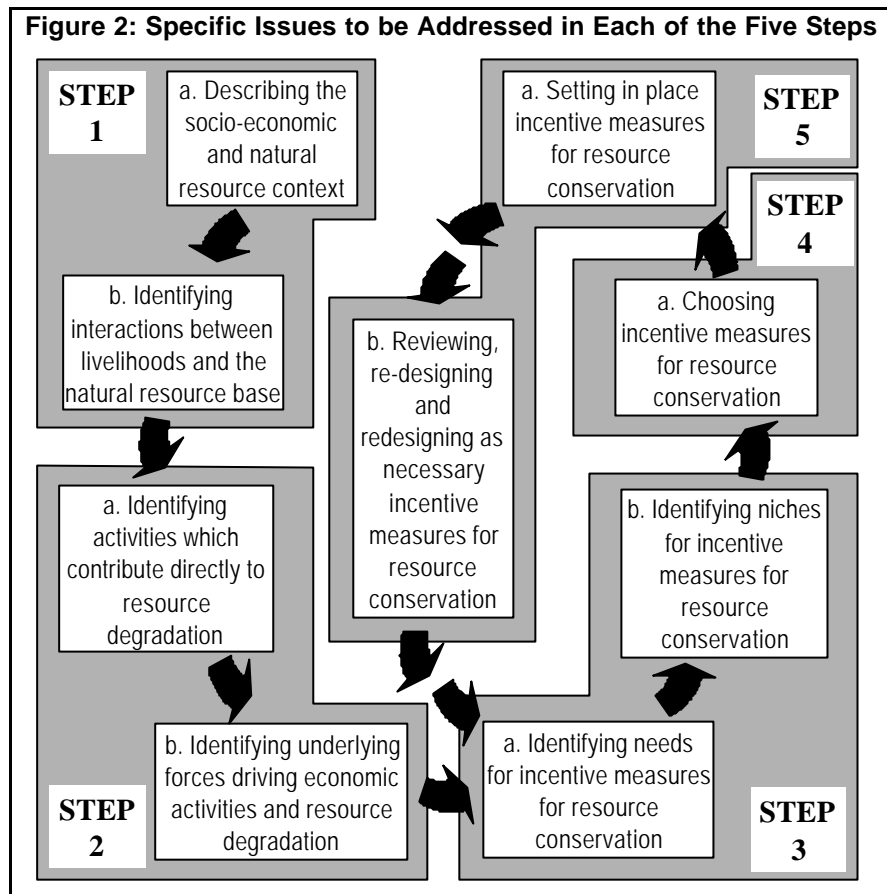 Figure 2: Specific Issues to be Addressed in Each of the Five Steps
STEP
1
a. Describing the
socio-economic
and natural
resource context
b. Identifying
interactions between
livelihoods and the
natural resource base
STEP
2
a. Identifying
activities which
contribute directly to
resource
degradation
b. Identifying underlying
forces driving economic
activities and resource
degradation
STEP
3
a. Identifying needs
for incentive measures
for resource
conservation
b. Identifying niches
for incentive
measures for
resource
conservation
STEP
4
a. Choosing
incentive measures
for resource
conservation
STEP
5
a. Setting in place
incentive measures
for resource
conservation
b. Reviewing,
re-designing
and
redesigning as
necessary
incentive
measures for
resource
conservation